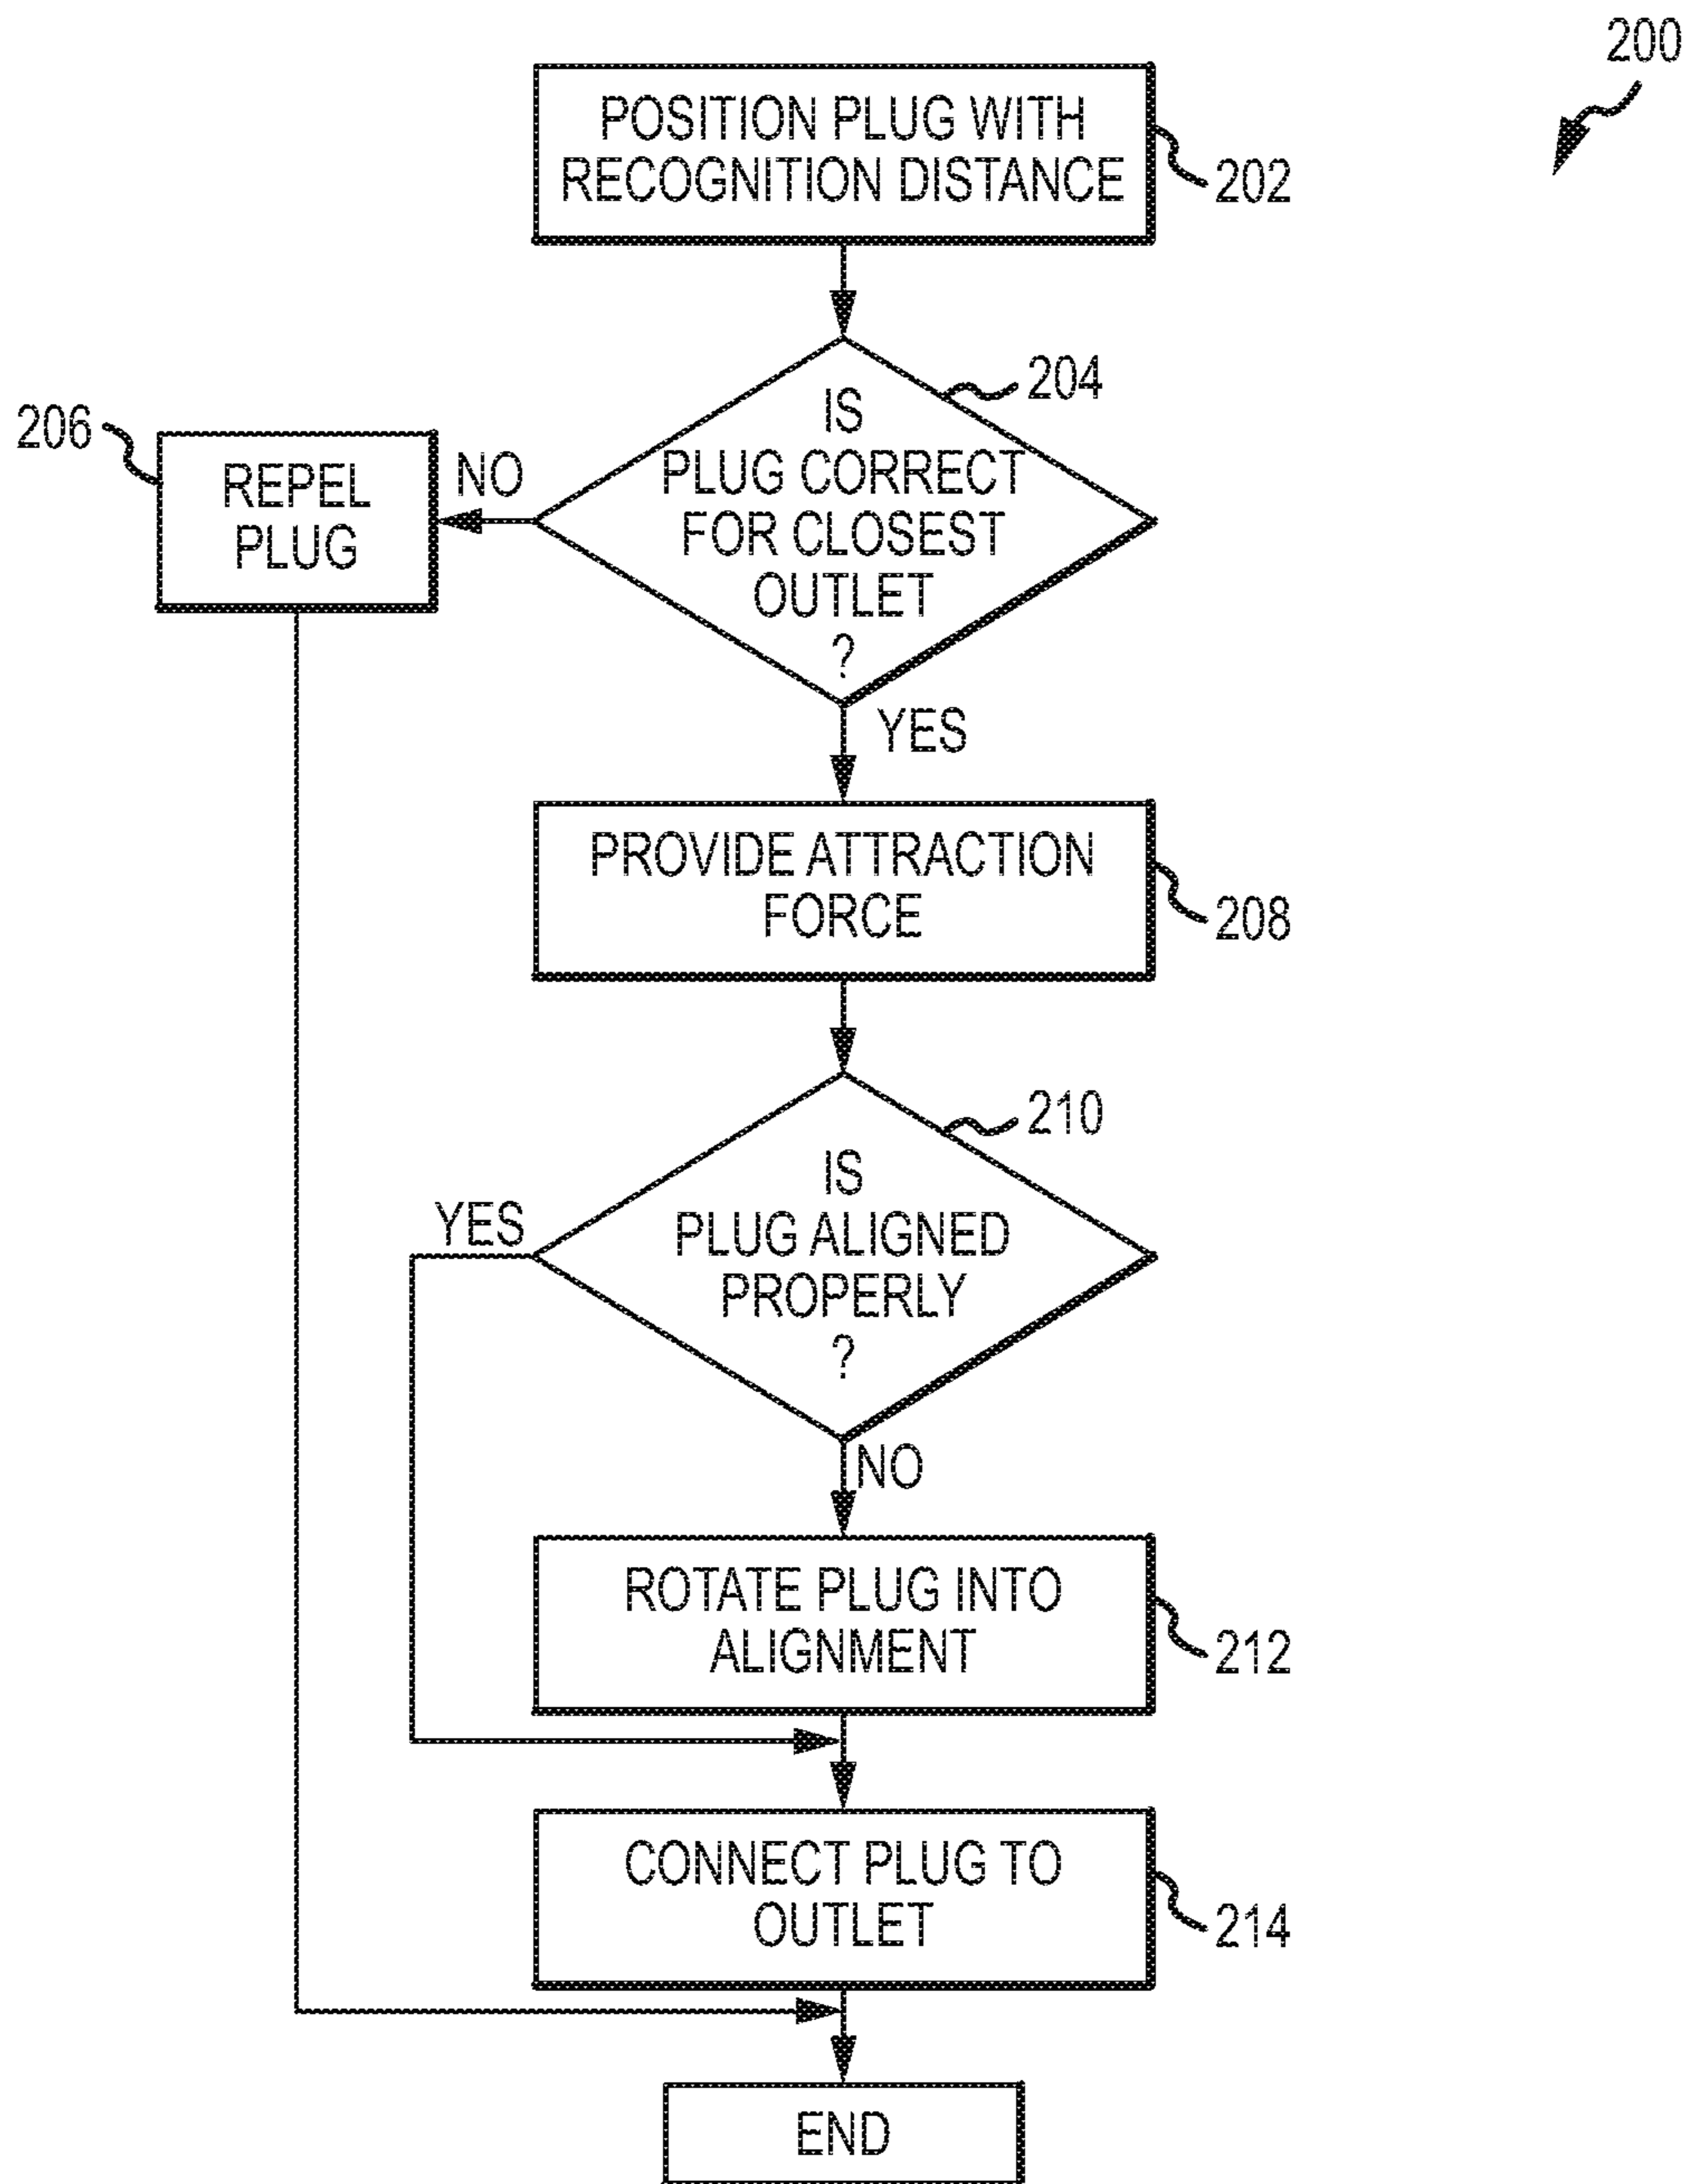 200
POSITION PLUG WITH
RECOGNITION DISTANCE
202
204
IS
PLUG CORRECT
FOR CLOSEST
OUTLET
?
NO
206
REPEL
PLUG
YES
PROVIDE ATTRACTION
FORCE
208
210
IS
PLUG ALIGNED
PROPERLY
?
YES
NO
ROTATE PLUG INTO
ALIGNMENT
212
CONNECT PLUG TO
OUTLET
214
END